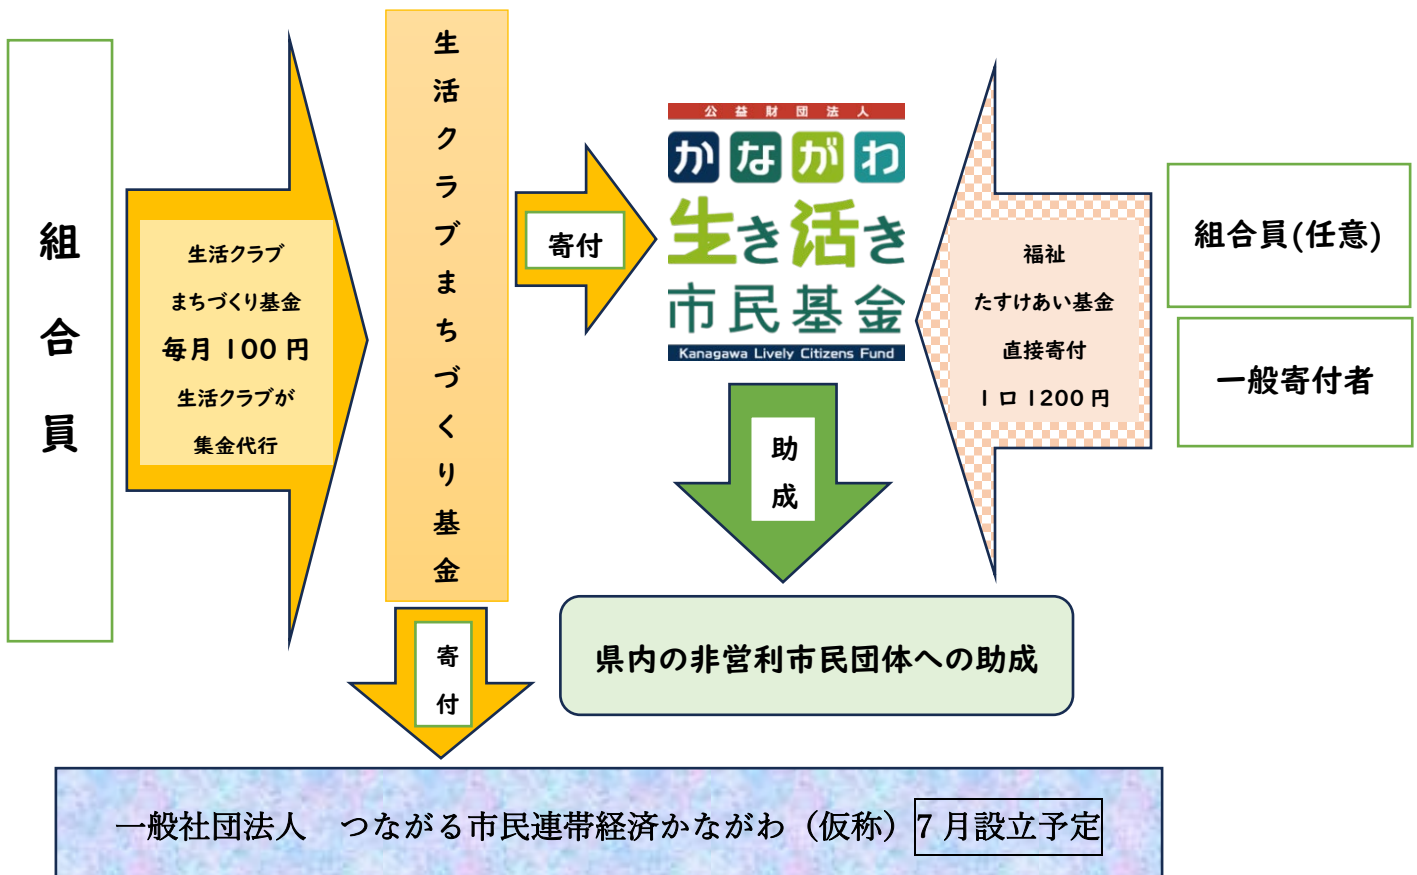 組合員
生活クラブ
まちづくり基金
毎月100円
生活クラブが
集金代行
生活クラブまちづくり基金
寄付
公益財団法人
かながわ
生き活き
市民基金
Kanagawa Lively Citizens Fund
福祉
たすけあい基金
直接寄付
1口1200円
組合員(任意)
一般寄付者
助成
県内の非営利市民団体への助成
寄付
一般社団法人　つながる市民連帯経済かながわ（仮称）7月設立予定